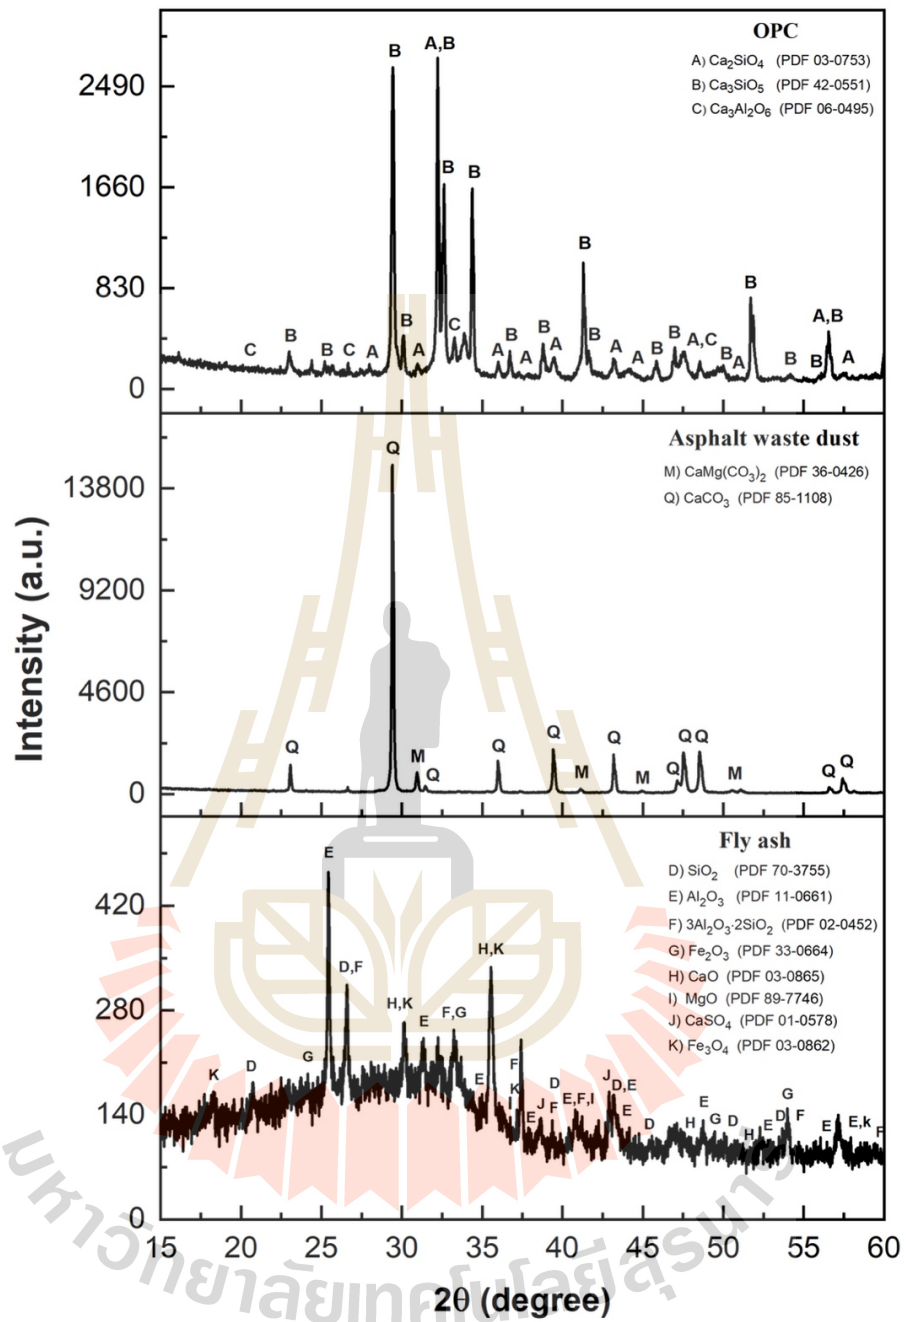 OPC
A) Ca₂SiO₄ (PDF 03-0753)
B) Ca₃SiO₅ (PDF 42-0551)
C) Ca₃Al₂O₆ (PDF 06-0495)
2490
1660
830
0
B
A,B
B
B
C
B
B
C
A
B
A
C
A
B
A
B
A
B
B
A
A
B
B
A,C
B
A
B
B
A,B
B
A
Asphalt waste dust
M) CaMg(CO₃)₂ (PDF 36-0426)
Q) CaCO₃ (PDF 85-1108)
13800
9200
4600
0
Q
Q
M
Q
Q
Q
M
Q
M
Q
Q
Q
M
Q
Q
Fly ash
D) SiO₂ (PDF 70-3755)
E) Al₂O₃ (PDF 11-0661)
F) 3Al₂O₃·2SiO₂ (PDF 02-0452)
G) Fe₂O₃ (PDF 33-0664)
H) CaO (PDF 03-0865)
I) MgO (PDF 89-7746)
J) CaSO₄ (PDF 01-0578)
K) Fe₃O₄ (PDF 03-0862)
420
280
140
0
K
D
G
E
D,F
H,K
E
F,G
E
H,K
F
K
E
J
D
F
E,F,I
J
D,E
E
D
H
E
G
D
H
E
D
G
F
E
E,k
F
15 20 25 30 35 40 45 50 55 60
2θ (degree)
Intensity (a.u.)
มหาวิทยาลัยเทคโนโลยีสุรนารี